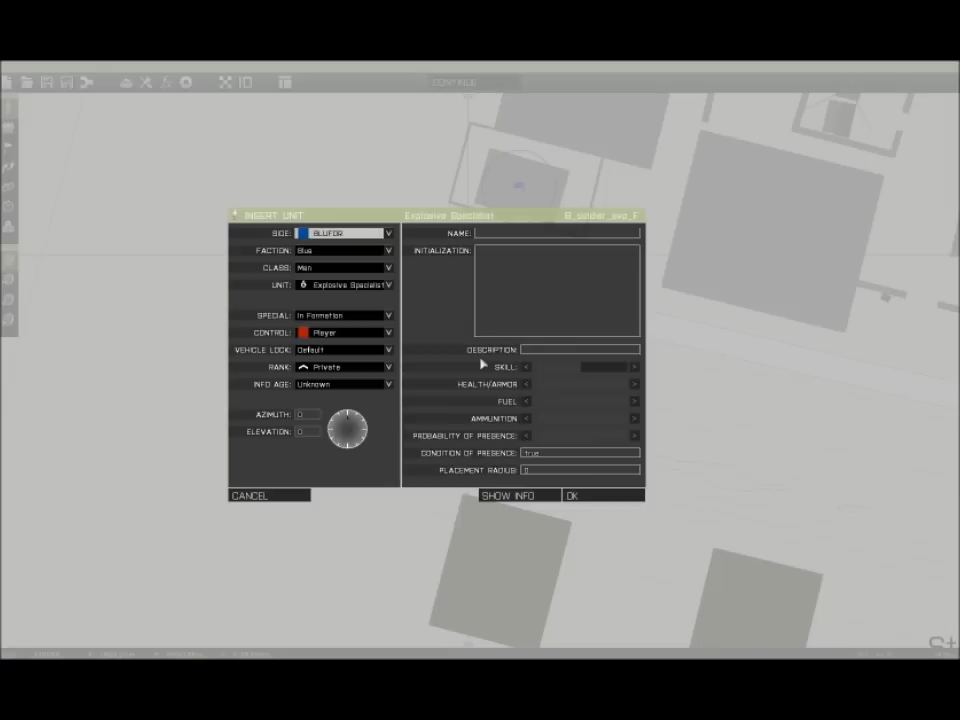 CONTINUE
INSERT UNIT
Explosive Specialist B_soldier_exp_F
SIDE: BLUFOR V
FACTION: Blue V
CLASS: Men V
UNIT: Explosive Specialist V
SPECIAL: In Formation V
CONTROL: Player V
VEHICLE LOCK: Default V
RANK: Private V
INFO AGE: Unknown V
AZIMUTH: 0
ELEVATION: 0
NAME:
INITIALIZATION:
DESCRIPTION:
SKILL: < >
HEALTH/ARMOR < >
FUEL < >
AMMUNITION < >
PROBABILITY OF PRESENCE: < >
CONDITION OF PRESENCE: true
PLACEMENT RADIUS: 0
CANCEL
SHOW INFO
OK
St